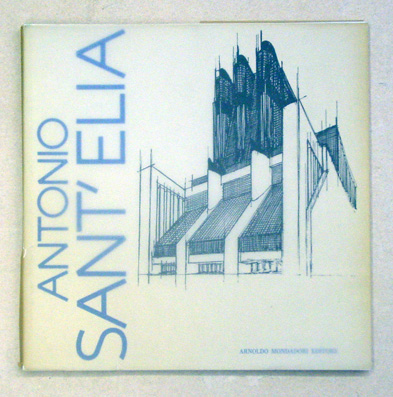 ANTONIO
SANT' ELIA
ARNOLDO MONDADORI EDITORE